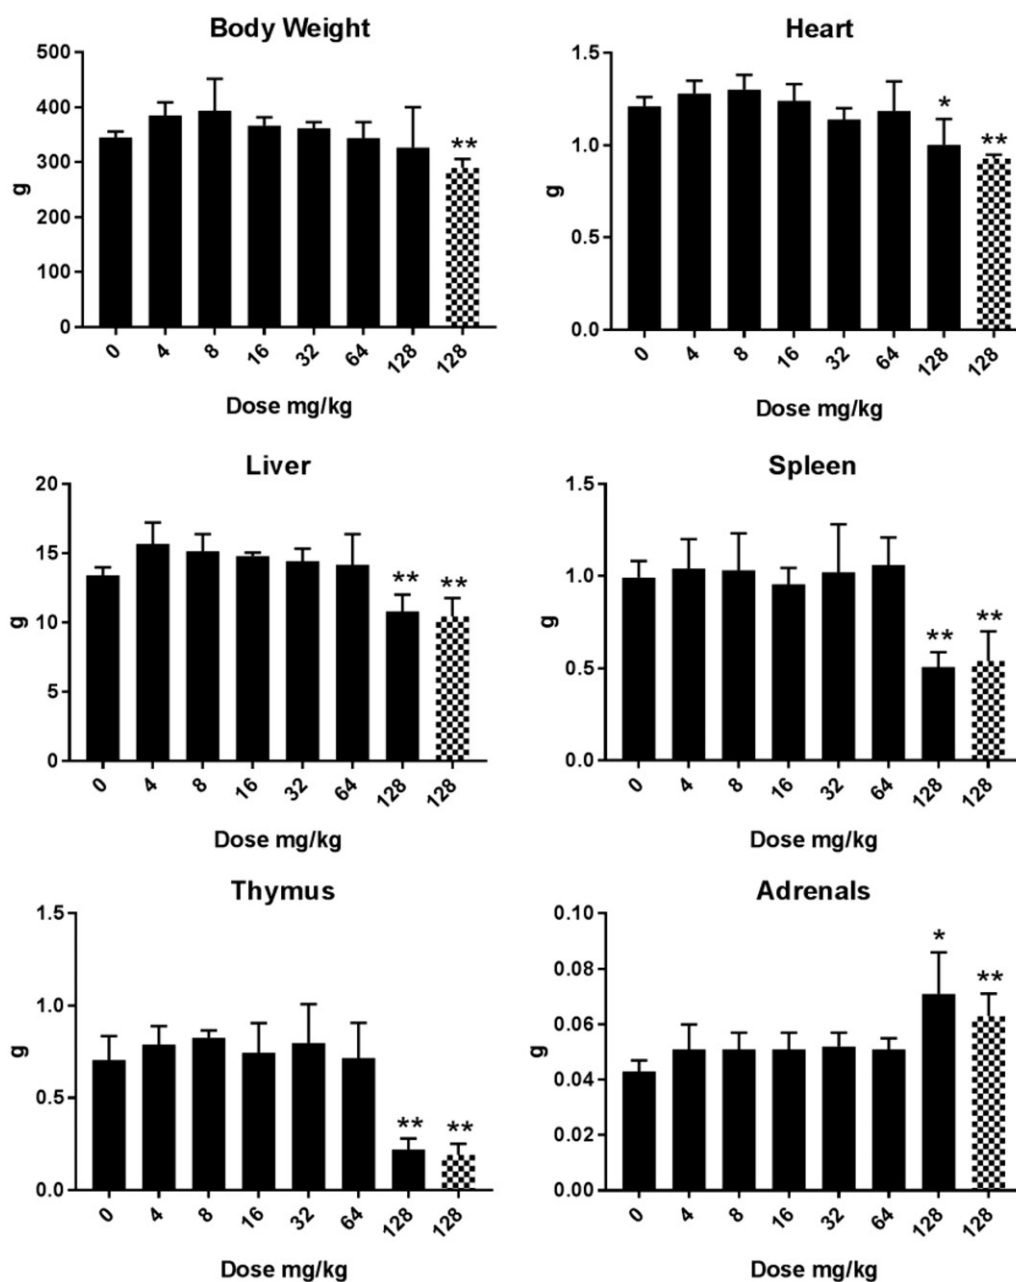 Body Weight
500
400
300
200
100
0
g
**
0 4 8 16 32 64 128 128
Dose mg/kg
Heart
1.5
1.0
0.5
0.0
g
*
**
0 4 8 16 32 64 128 128
Dose mg/kg
Liver
20
15
10
5
0
g
** **
0 4 8 16 32 64 128 128
Dose mg/kg
Spleen
1.5
1.0
0.5
0.0
g
**
**
0 4 8 16 32 64 128 128
Dose mg/kg
Thymus
1.5
1.0
0.5
0.0
g
** **
0 4 8 16 32 64 128 128
Dose mg/kg
Adrenals
0.10
0.08
0.06
0.04
0.02
0.00
g
*
**
0 4 8 16 32 64 128 128
Dose mg/kg